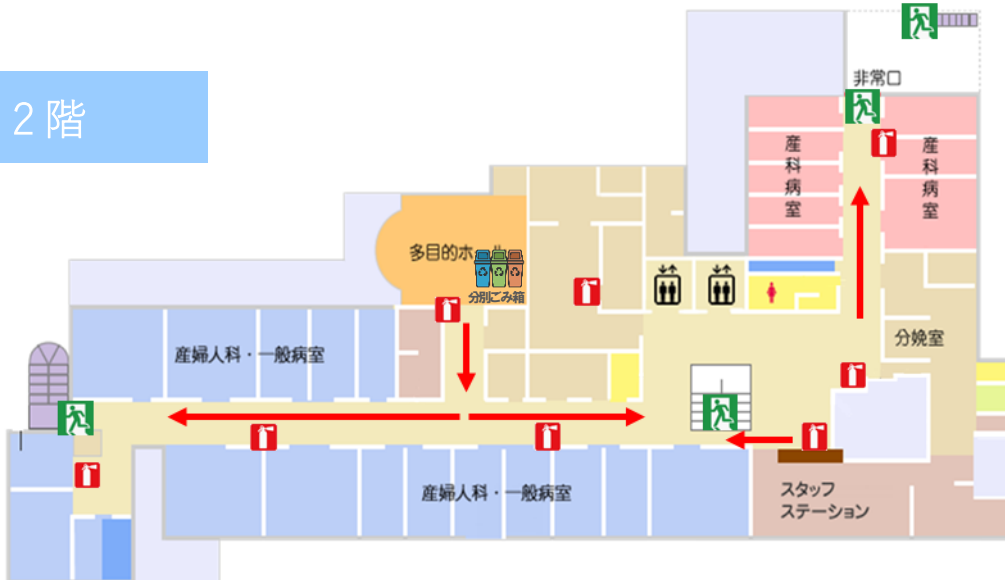 2階
非常口
産科病室
産科病室
多目的ホール
分別ごみ箱
分娩室
産婦人科・一般病室
産婦人科・一般病室
スタッフ
ステーション